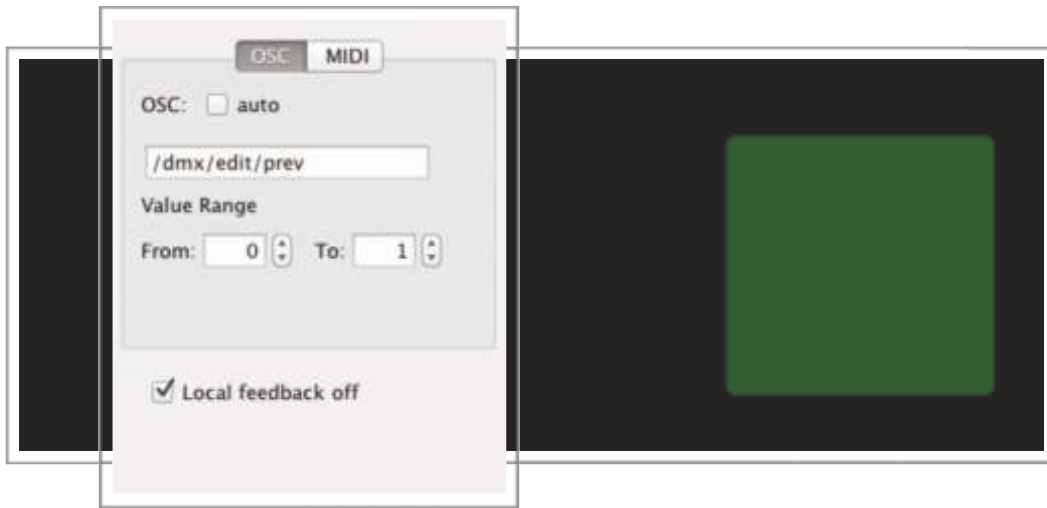 OSC MIDI
OSC: auto
/dmx/edit/prev
Value Range
From: 0 To: 1
Local feedback off